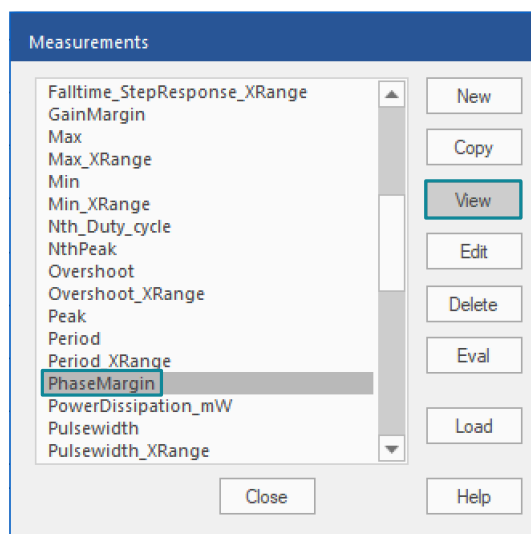 Measurements
Falltime_StepResponse_XRange
GainMargin
Max
Max_XRange
Min
Min_XRange
Nth_Duty_cycle
NthPeak
Overshoot
Overshoot_XRange
Peak
Period
Period_XRange
PhaseMargin
PowerDissipation_mW
Pulsewidth
Pulsewidth_XRange
New
Copy
View
Edit
Delete
Eval
Load
Close
Help